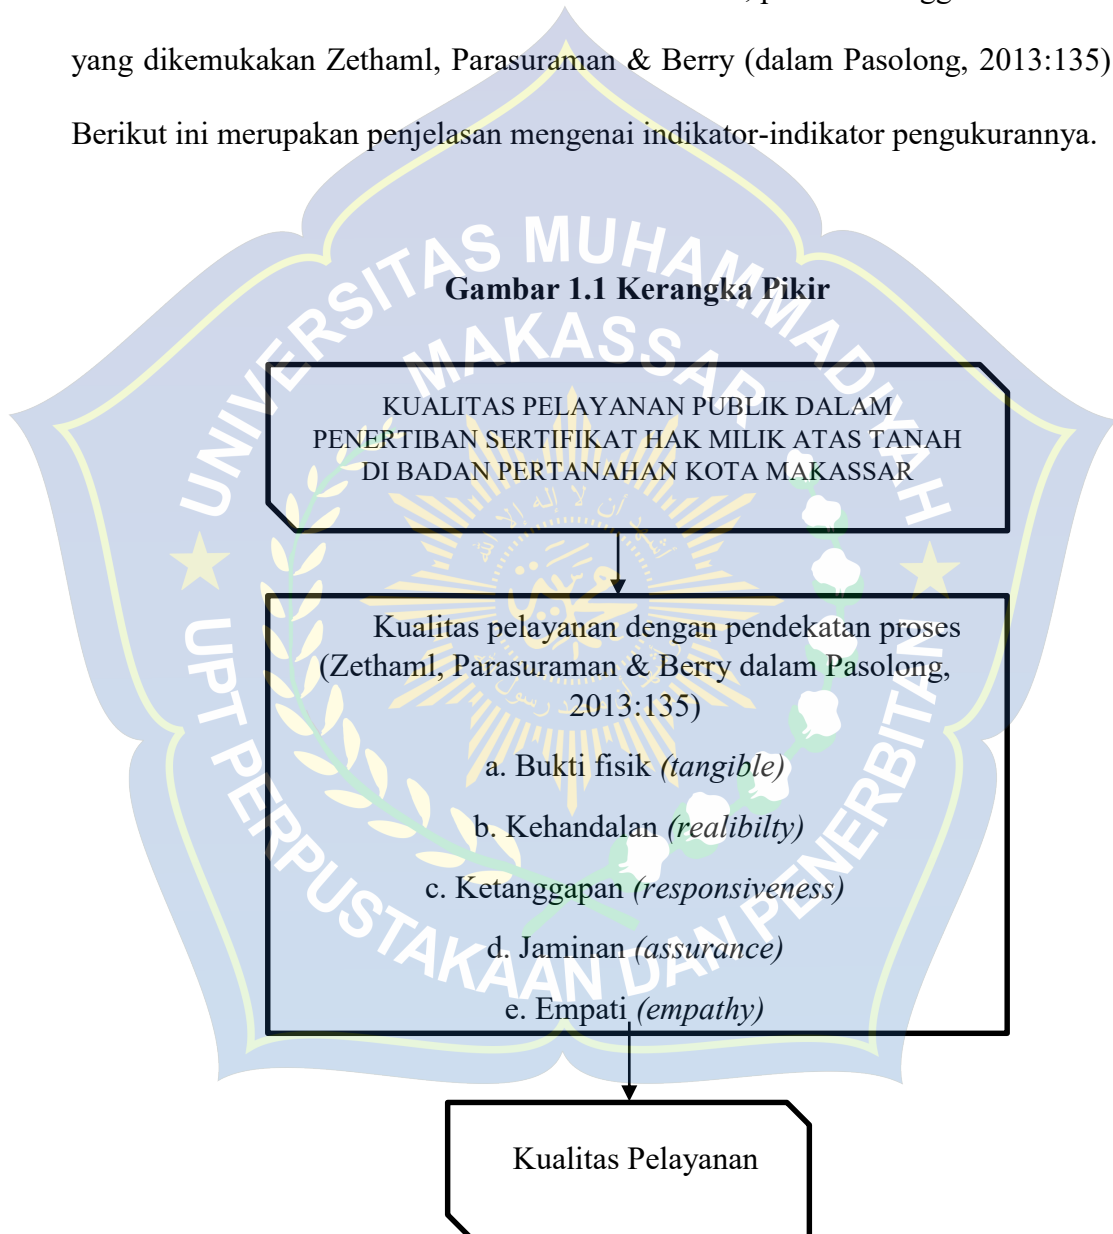 yang dikemukakan Zethaml, Parasuraman & Berry (dalam Pasolong, 2013:135)
Berikut ini merupakan penjelasan mengenai indikator-indikator pengukurannya.
UNIVERSITAS MUHAMMADIYAH
MAKASSAR
Gambar 1.1 Kerangka Pikir
KUALITAS PELAYANAN PUBLIK DALAM
PENERTIBAN SERTIFIKAT HAK MILIK ATAS TANAH
DI BADAN PERTANAHAN KOTA MAKASSAR
Kualitas pelayanan dengan pendekatan proses
(Zethaml, Parasuraman & Berry dalam Pasolong,
2013:135)
a. Bukti fisik (tangible)
b. Kehandalan (realibilty)
c. Ketanggapan (responsiveness)
d. Jaminan (assurance)
e. Empati (empathy)
UPT PERPUSTAKAAN DAN PENERBITAN
Kualitas Pelayanan